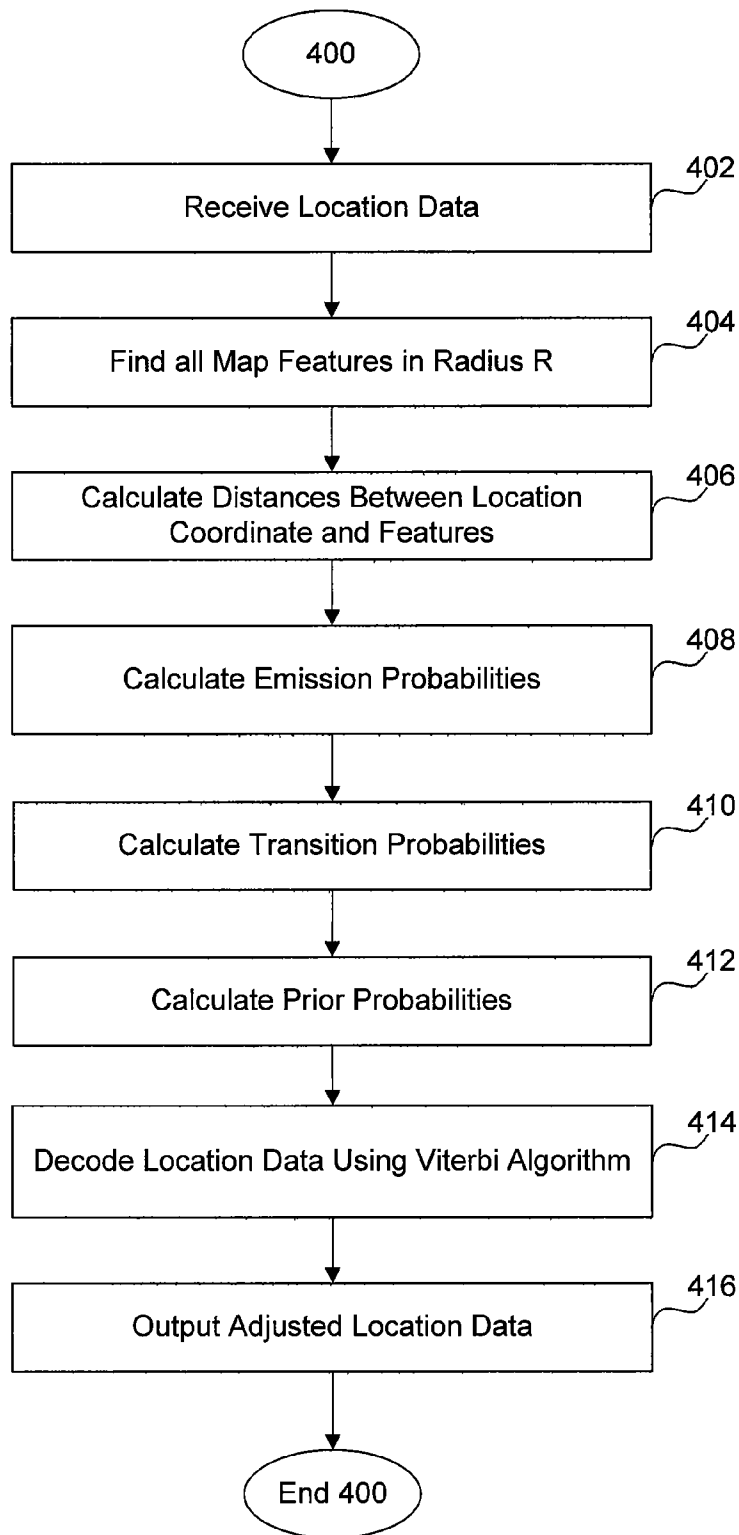 400
402
Receive Location Data
404
Find all Map Features in Radius R
406
Calculate Distances Between Location
Coordinate and Features
408
Calculate Emission Probabilities
410
Calculate Transition Probabilities
412
Calculate Prior Probabilities
414
Decode Location Data Using Viterbi Algorithm
416
Output Adjusted Location Data
End 400